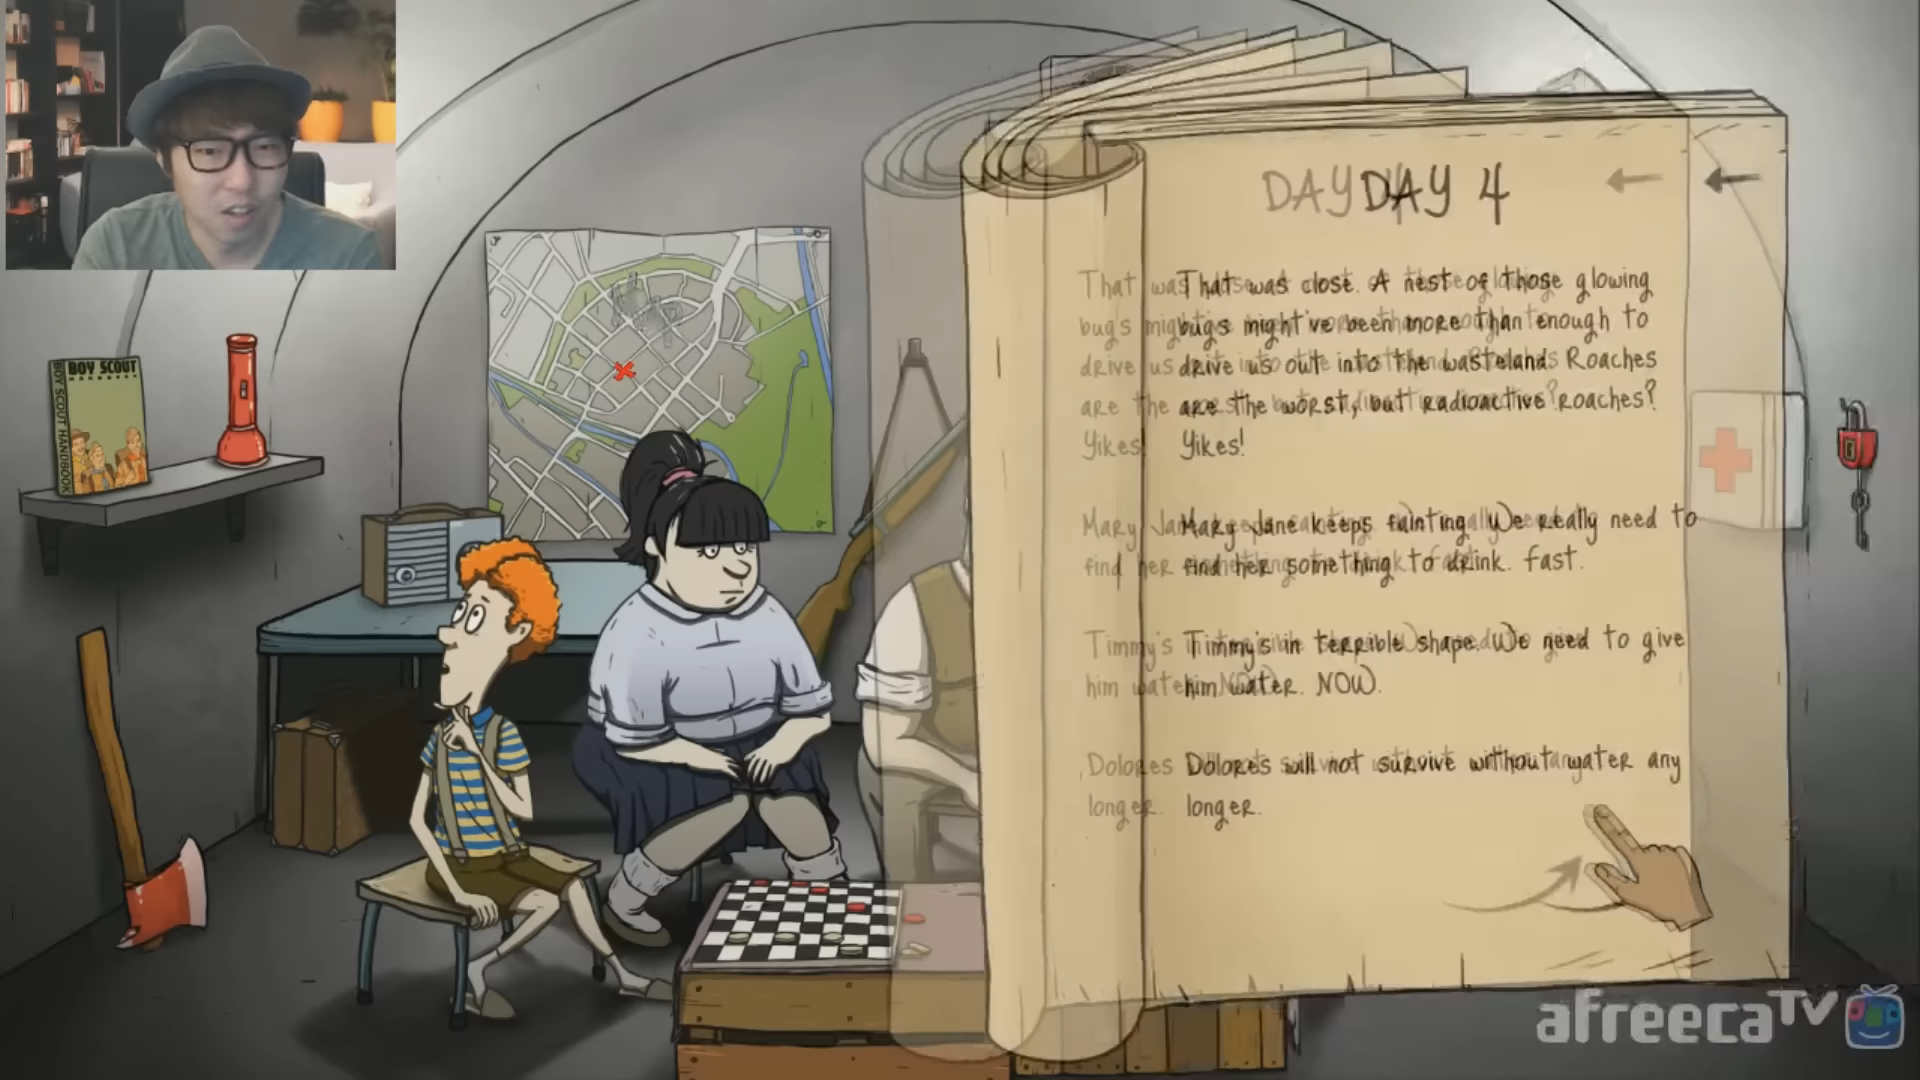 BOY SCOUT
HANDBOOK
BOY SCOUT HANDBOOK
DAY 4
That was close. A nest of those glowing
bugs might've been more than enough to
drive us out into the wasteland. Roaches
are the worst, but radioactive roaches?
Yikes!
Mary Jane keeps fainting. We really need to
find her something to drink. Fast.
Timmy's in terrible shape. We need to give
him water. NOW.
Dolores will not survive without water any
longer.
afreecaTV